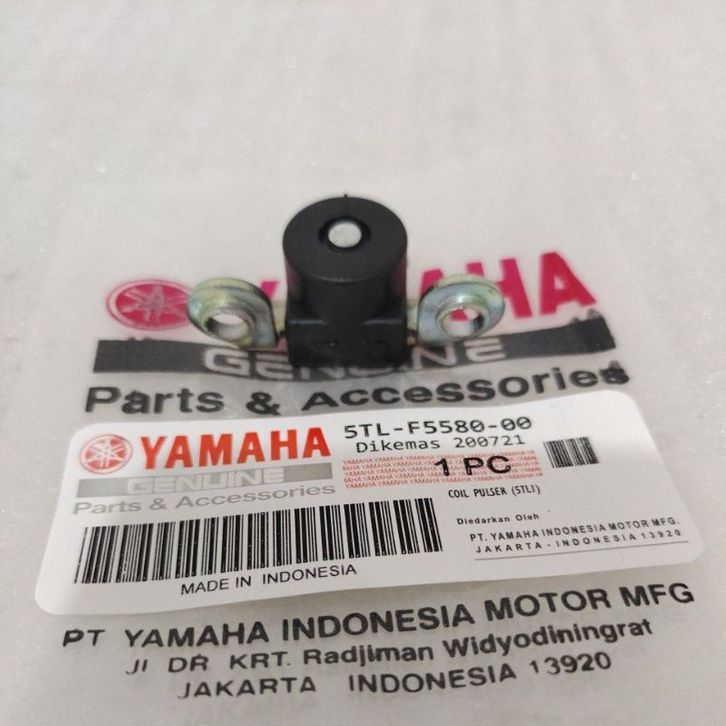 YAMAHA
GENUINE
Parts & Accessories
YAMAHA
GENUINE
Parts & Accessories
5TL-F5580-00
Dikemas 200721
1 PC
COIL PULSER (5TL1)
Diedarkan Oleh
PT. YAMAHA INDONESIA MOTOR MFG.
JAKARTA - INDONESIA 13920
MADE IN INDONESIA
PT YAMAHA INDONESIA MOTOR MFG
Jl DR KRT. Radjiman Widyodiningrat
JAKARTA INDONESIA 13920